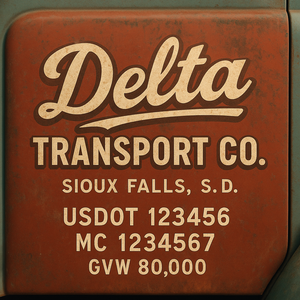 Delta
TRANSPORT CO.
SIOUX FALLS, S.D.
USDOT 123456
MC 1234567
GVW 80,000